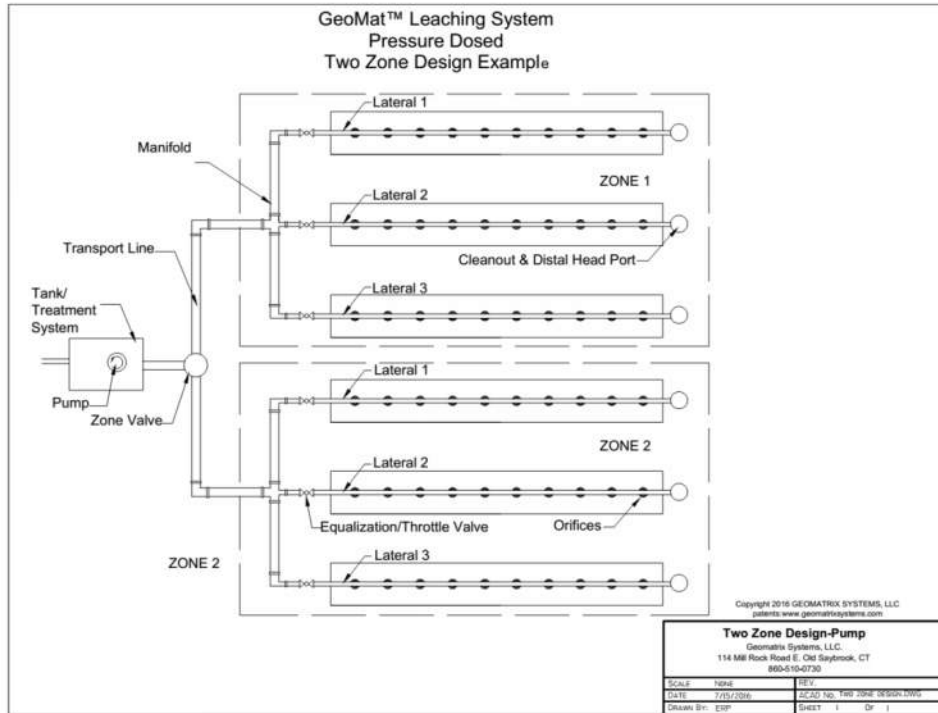 GeoMat™ Leaching System
Pressure Dosed
Two Zone Design Example
Lateral 1
Manifold
ZONE 1
Lateral 2
Transport Line
Cleanout & Distal Head Port
Tank/
Treatment
System
Lateral 3
Pump
Zone Valve
Lateral 1
ZONE 2
Lateral 2
Equalization/Throttle Valve
Orifices
Lateral 3
ZONE 2
Copyright 2016 GEOMATRIX SYSTEMS, LLC
patents:www.geomatrixsystems.com
Two Zone Design-Pump
Geomatrix Systems, LLC.
114 Mill Rock Road E. Old Saybrook, CT
860-510-0730
SCALE NONE REV.
DATE 7/15/2016 ACAD No. TWO ZONE DESIGN.DWG
DRAWN BY: ERP SHEET 1 OF 1